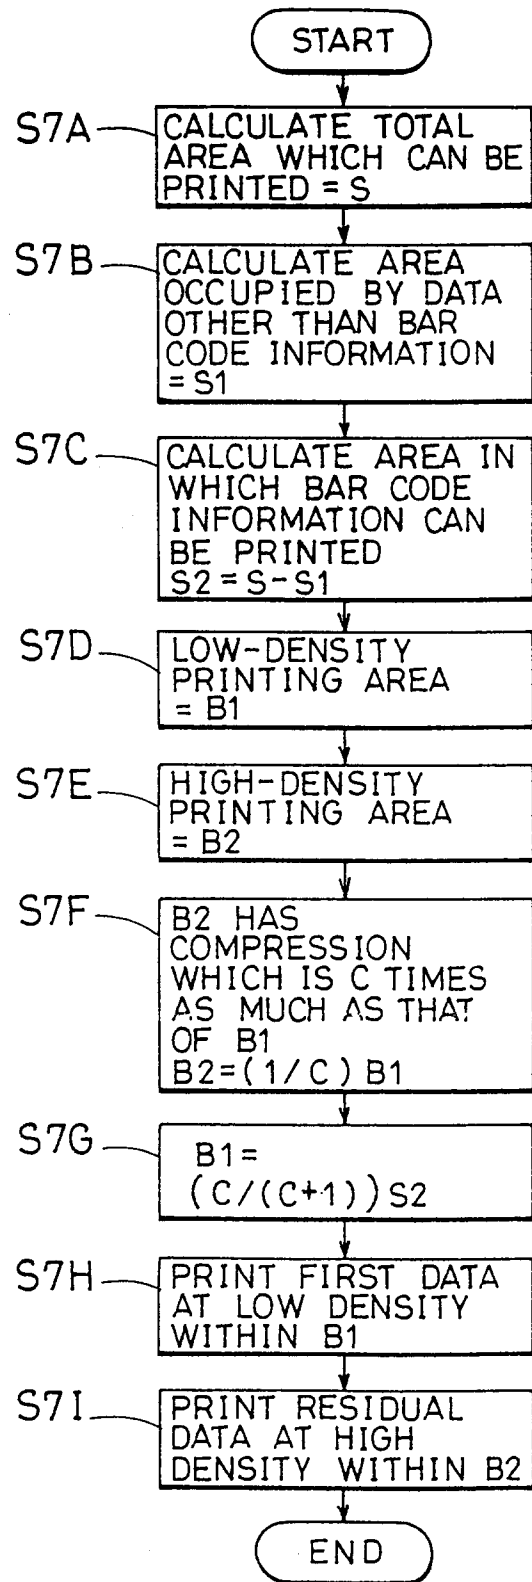 START
S7A
CALCULATE TOTAL
AREA WHICH CAN BE
PRINTED = S
S7B
CALCULATE AREA
OCCUPIED BY DATA
OTHER THAN BAR
CODE INFORMATION
= S1
S7C
CALCULATE AREA IN
WHICH BAR CODE
INFORMATION CAN
BE PRINTED
S2 = S - S1
S7D
LOW-DENSITY
PRINTING AREA
= B1
S7E
HIGH-DENSITY
PRINTING AREA
= B2
S7F
B2 HAS
COMPRESSION
WHICH IS C TIMES
AS MUCH AS THAT
OF B1
B2 = (1/C) B1
S7G
B1 =
(C/(C+1)) S2
S7H
PRINT FIRST DATA
AT LOW DENSITY
WITHIN B1
S7I
PRINT RESIDUAL
DATA AT HIGH
DENSITY WITHIN B2
END